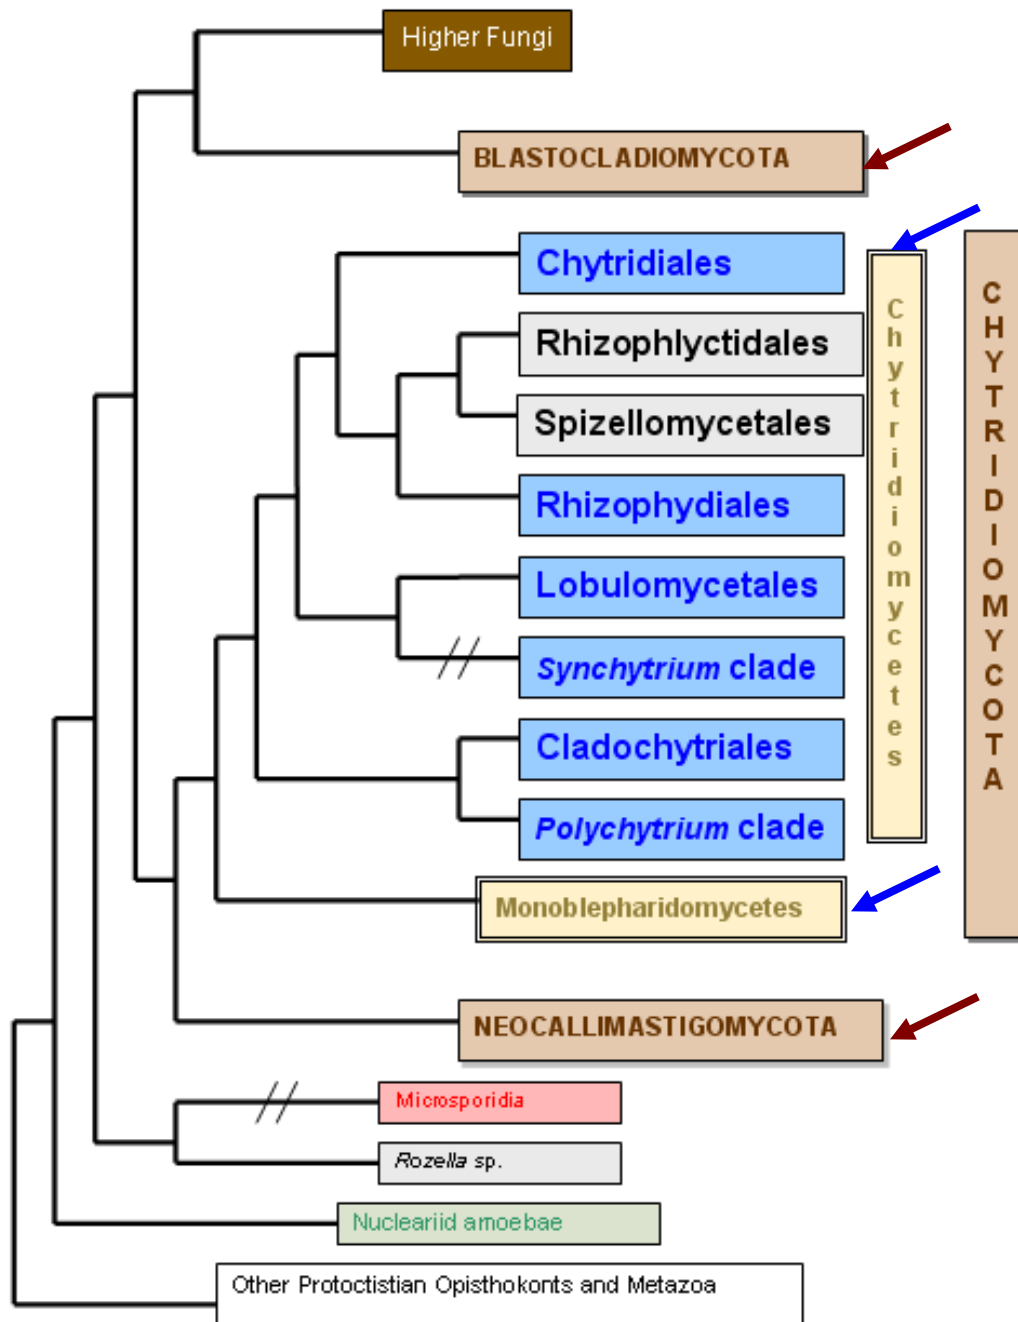 Higher Fungi
BLASTOCLADIOMYCOTA
Chytridiales
Rhizophlyctidales
Spizellomycetales
Rhizophydiales
Lobulomycetales
Synchytrium clade
Cladochytriales
Polychytrium clade
Chytridiomycetes
CHYTRIDIOMYCOTA
Monoblepharidomycetes
NEOCALLIMASTIGOMYCOTA
Microsporidia
Rozella sp.
Nucleariid amoebae
Other Protoctistian Opisthokonts and Metazoa